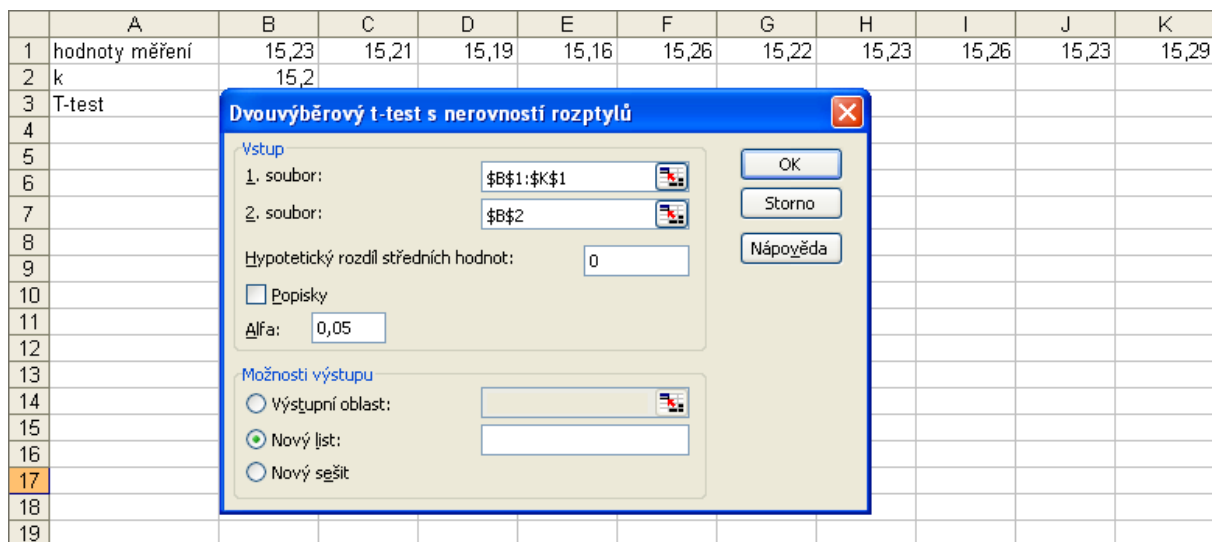 A B C D E F G H I J K
1 hodnoty měření 15,23 15,21 15,19 15,16 15,26 15,22 15,23 15,26 15,23 15,29
2 k 15,2
3 T-test
Dvouvýběrový t-test s nerovností rozptylů
4
Vstup
5
OK
1. soubor: $B$1:$K$1
6
Storno
7
2. soubor: $B$2
8
Nápověda
Hypotetický rozdíl středních hodnot: 0
9
10
Popisky
11
Alfa: 0,05
12
13
Možnosti výstupu
14
Výstupní oblast:
15
Nový list:
16
17
Nový sešit
18
19